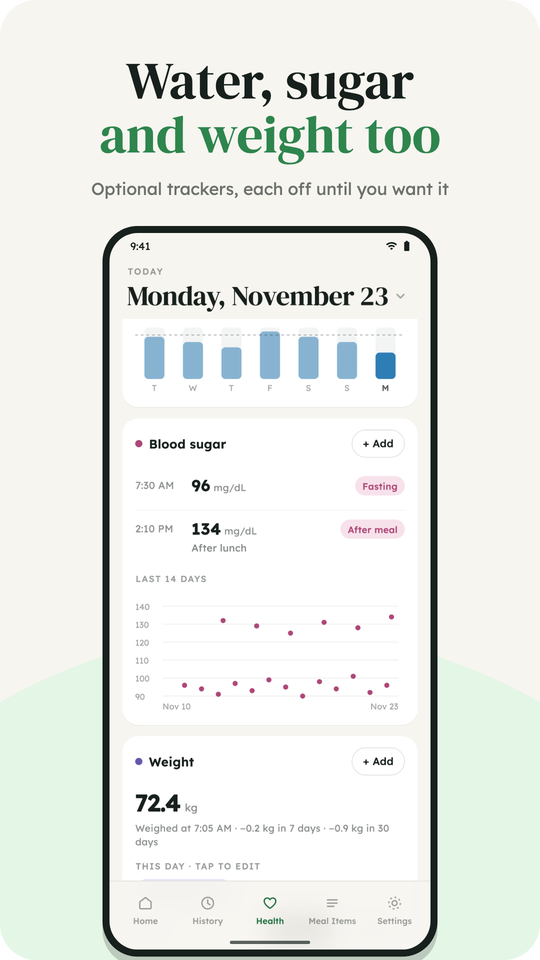 Water, sugar
and weight too
Optional trackers, each off until you want it
9:41
TODAY
Monday, November 23
T W T F S S M
Blood sugar
+ Add
7:30 AM 96 mg/dL Fasting
2:10 PM 134 mg/dL After meal
After lunch
LAST 14 DAYS
140
130
120
110
100
90
Nov 10 Nov 23
Weight
+ Add
72.4 kg
Weighed at 7:05 AM · −0.2 kg in 7 days · −0.9 kg in 30
days
THIS DAY · TAP TO EDIT
Home History Health Meal Items Settings